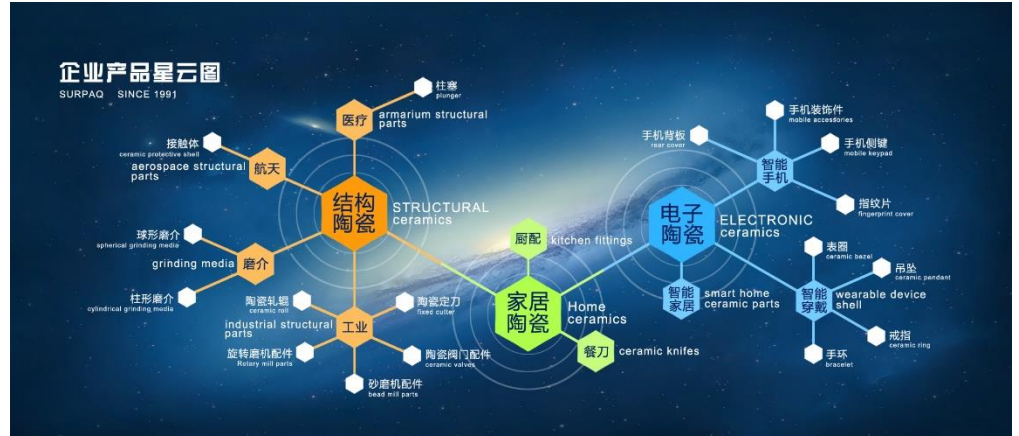 企业产品星云图
SURPAQ SINCE 1991
柱塞
plunger
医疗
armarium structural
parts
接触体
ceramic protective shell
aerospace structural
parts
航天
结构
陶瓷
STRUCTURAL
ceramics
球形磨介
spherical grinding media
grinding media
磨介
柱形磨介
cylindrical grinding media
陶瓷轧辊
ceramic roll
陶瓷定刀
fixed culter
industrial structural
parts
工业
旋转磨机配件
Rotary mill parts
陶瓷阀门配件
ceramic valves
砂磨机配件
bead mill parts
厨配
kitchen fittings
家居
陶瓷
Home
ceramics
餐刀
ceramic knifes
手机装饰件
mobile accessories
手机背板
rear cover
手机侧键
mobile keypad
智能
手机
指纹片
fingerprint cover
电子
陶瓷
ELECTRONIC
ceramics
表圈
ceramic bezel
吊坠
ceramic pendant
智能
家居
smart home
ceramic parts
智能
穿戴
wearable device
shell
戒指
ceramic ring
手环
bracelet